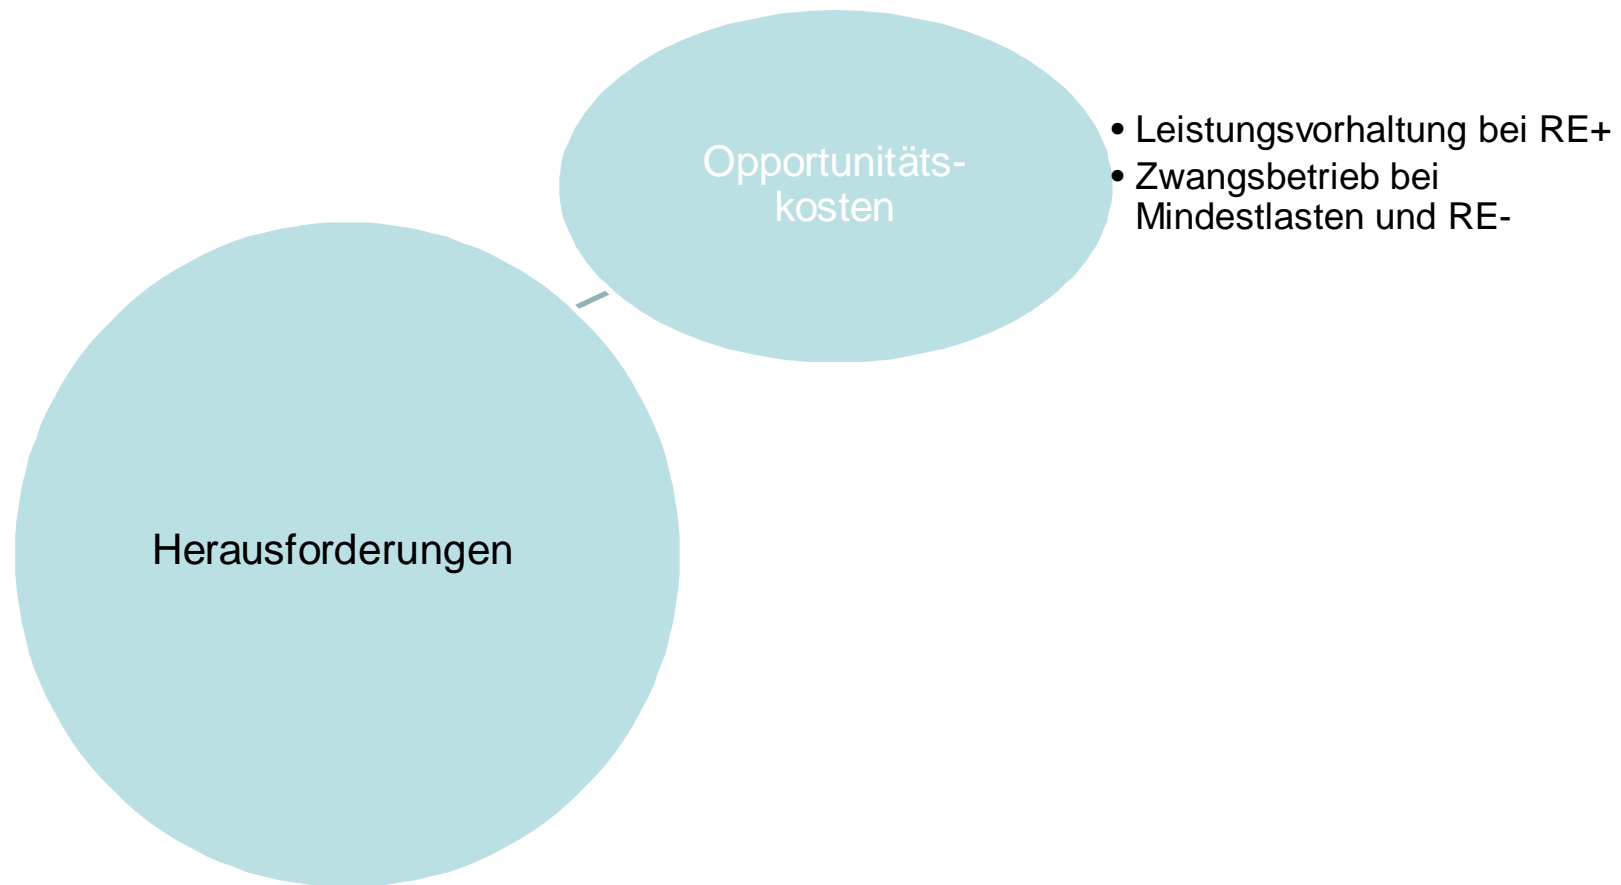 Opportunitäts-
kosten
• Leistungsvorhaltung bei RE+
• Zwangsbetrieb bei
Mindestlasten und RE-
Herausforderungen